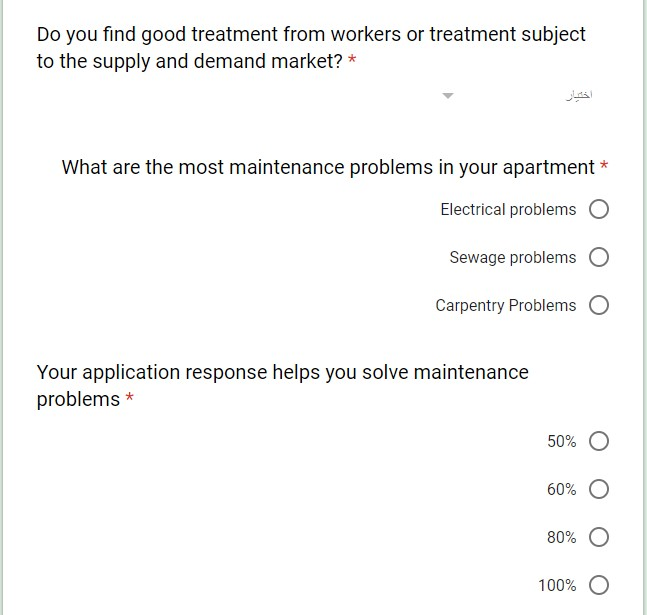 Do you find good treatment from workers or treatment subject
to the supply and demand market? *
اختيار
What are the most maintenance problems in your apartment *
Electrical problems
Sewage problems
Carpentry Problems
Your application response helps you solve maintenance
problems *
50%
60%
80%
100%